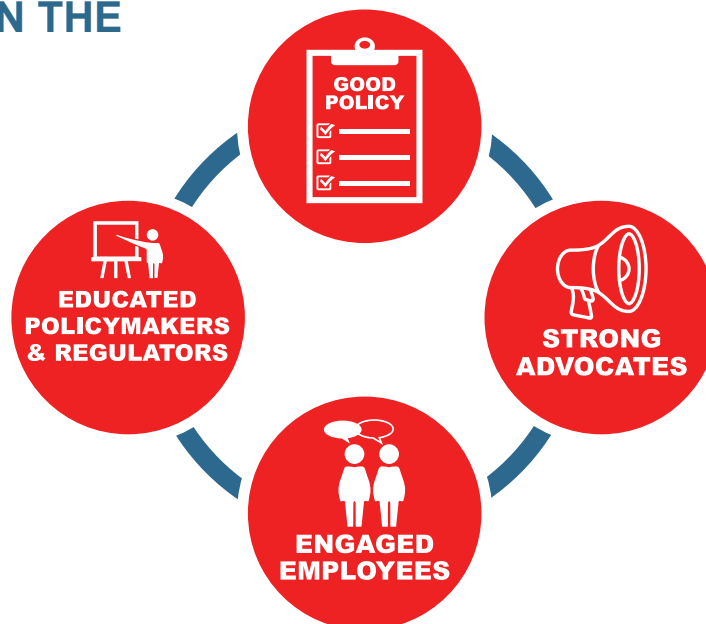 N THE
GOOD
POLICY
EDUCATED
POLICYMAKERS
& REGULATORS
STRONG
ADVOCATES
ENGAGED
EMPLOYEES